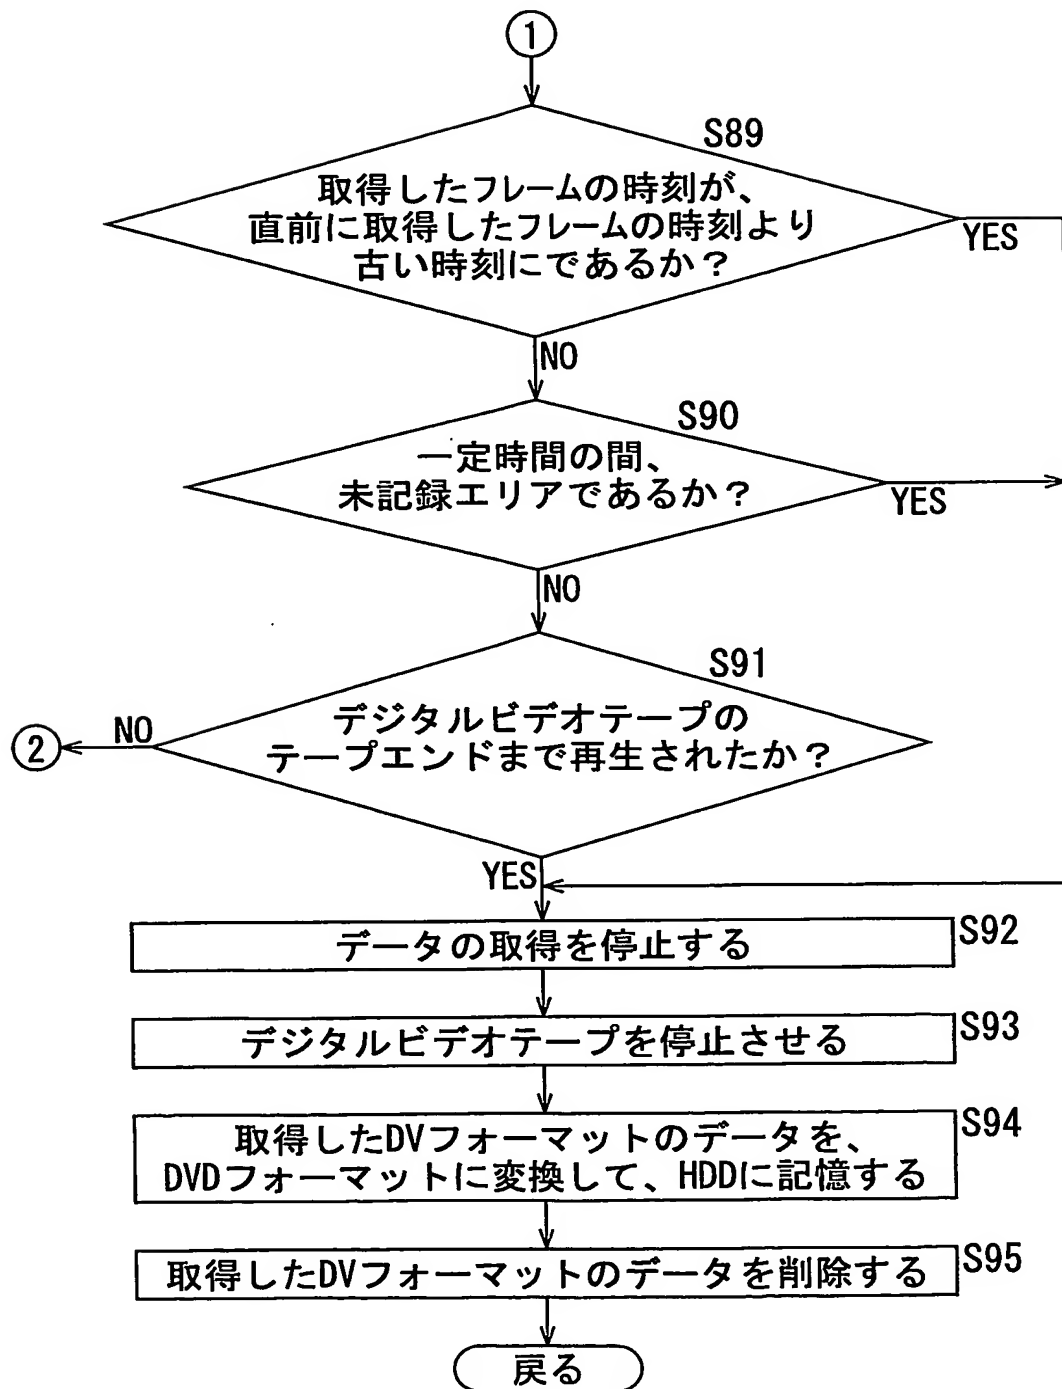 1
S89
取得したフレームの時刻が、
直前に取得したフレームの時刻より
古い時刻にであるか？
YES
NO
S90
一定時間の間、
未記録エリアであるか？
YES
NO
S91
デジタルビデオテープの
テープエンドまで再生されたか？
NO
2
YES
データの取得を停止する
S92
デジタルビデオテープを停止させる
S93
取得したDVフォーマットのデータを、
DVDフォーマットに変換して、HDDに記憶する
S94
取得したDVフォーマットのデータを削除する
S95
戻る